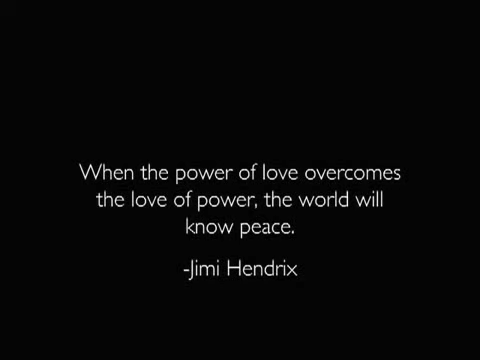 When the power of love overcomes
the love of power, the world will
know peace.
-Jimi Hendrix